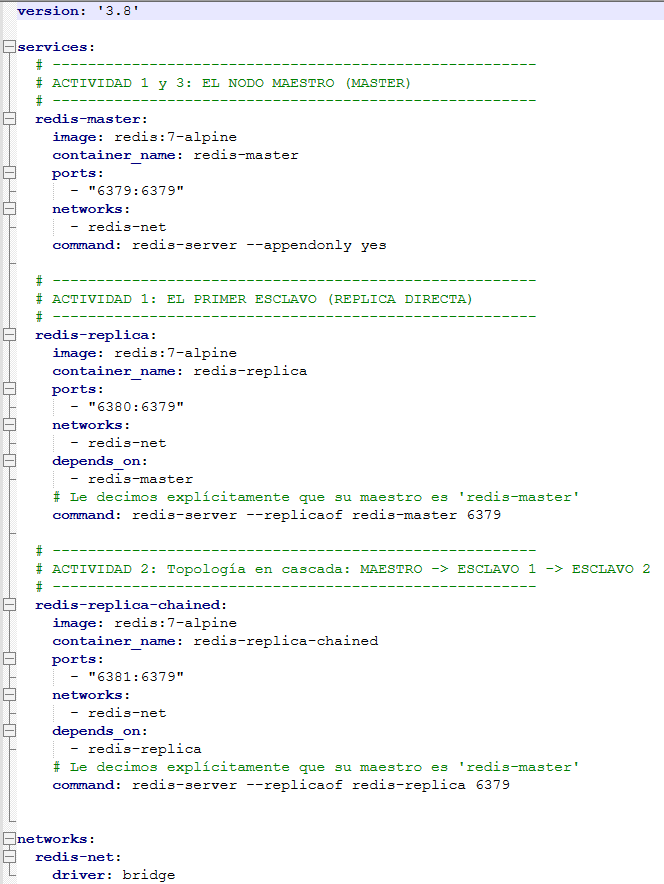 version: '3.8'
services:
# ------------------------------------------------------
# ACTIVIDAD 1 y 3: EL NODO MAESTRO (MASTER)
# ------------------------------------------------------
redis-master:
image: redis:7-alpine
container_name: redis-master
ports:
- "6379:6379"
networks:
- redis-net
command: redis-server --appendonly yes
# ------------------------------------------------------
# ACTIVIDAD 1: EL PRIMER ESCLAVO (REPLICA DIRECTA)
# ------------------------------------------------------
redis-replica:
image: redis:7-alpine
container_name: redis-replica
ports:
- "6380:6379"
networks:
- redis-net
depends_on:
- redis-master
# Le decimos explícitamente que su maestro es 'redis-master'
command: redis-server --replicaof redis-master 6379
# ------------------------------------------------------
# ACTIVIDAD 2: Topología en cascada: MAESTRO -> ESCLAVO 1 -> ESCLAVO 2
# ------------------------------------------------------
redis-replica-chained:
image: redis:7-alpine
container_name: redis-replica-chained
ports:
- "6381:6379"
networks:
- redis-net
depends_on:
- redis-replica
# Le decimos explícitamente que su maestro es 'redis-master'
command: redis-server --replicaof redis-replica 6379
networks:
redis-net:
driver: bridge